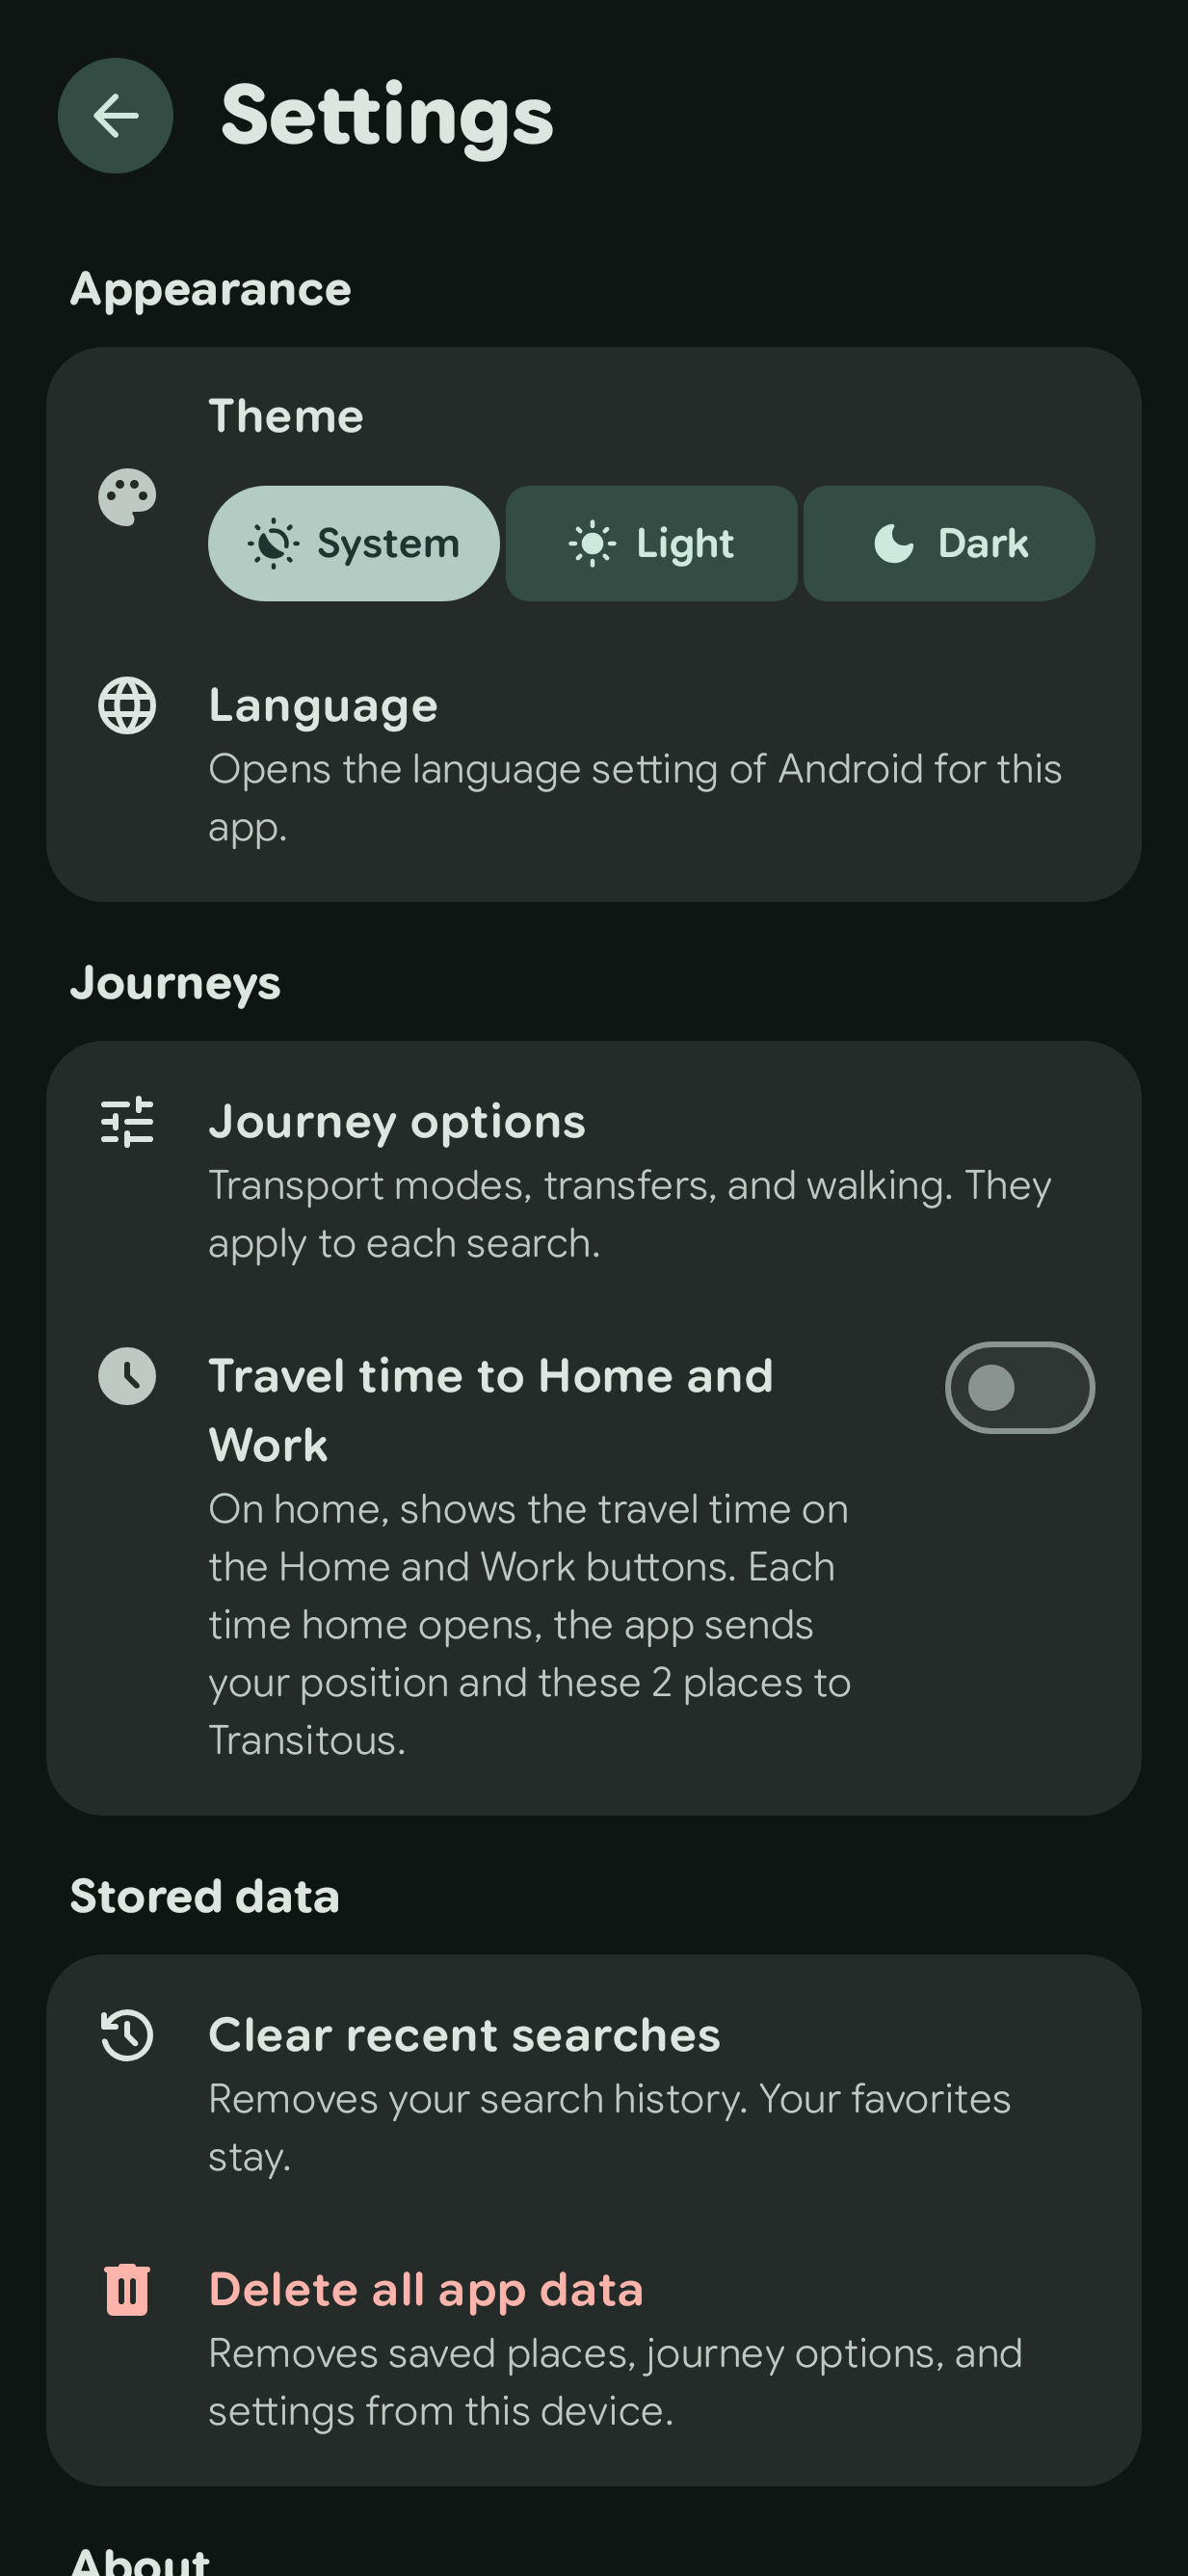 Settings
Appearance
Theme
System
Light
Dark
Language
Opens the language setting of Android for this
app.
Journeys
Journey options
Transport modes, transfers, and walking. They
apply to each search.
Travel time to Home and
Work
On home, shows the travel time on
the Home and Work buttons. Each
time home opens, the app sends
your position and these 2 places to
Transitous.
Stored data
Clear recent searches
Removes your search history. Your favorites
stay.
Delete all app data
Removes saved places, journey options, and
settings from this device.
About